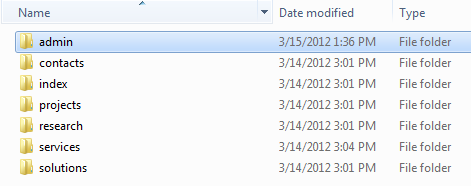 Name Date modified Type
admin 3/15/2012 1:36 PM File folder
contacts 3/14/2012 3:01 PM File folder
index 3/14/2012 3:01 PM File folder
projects 3/14/2012 3:01 PM File folder
research 3/14/2012 3:01 PM File folder
services 3/14/2012 3:04 PM File folder
solutions 3/14/2012 3:01 PM File folder